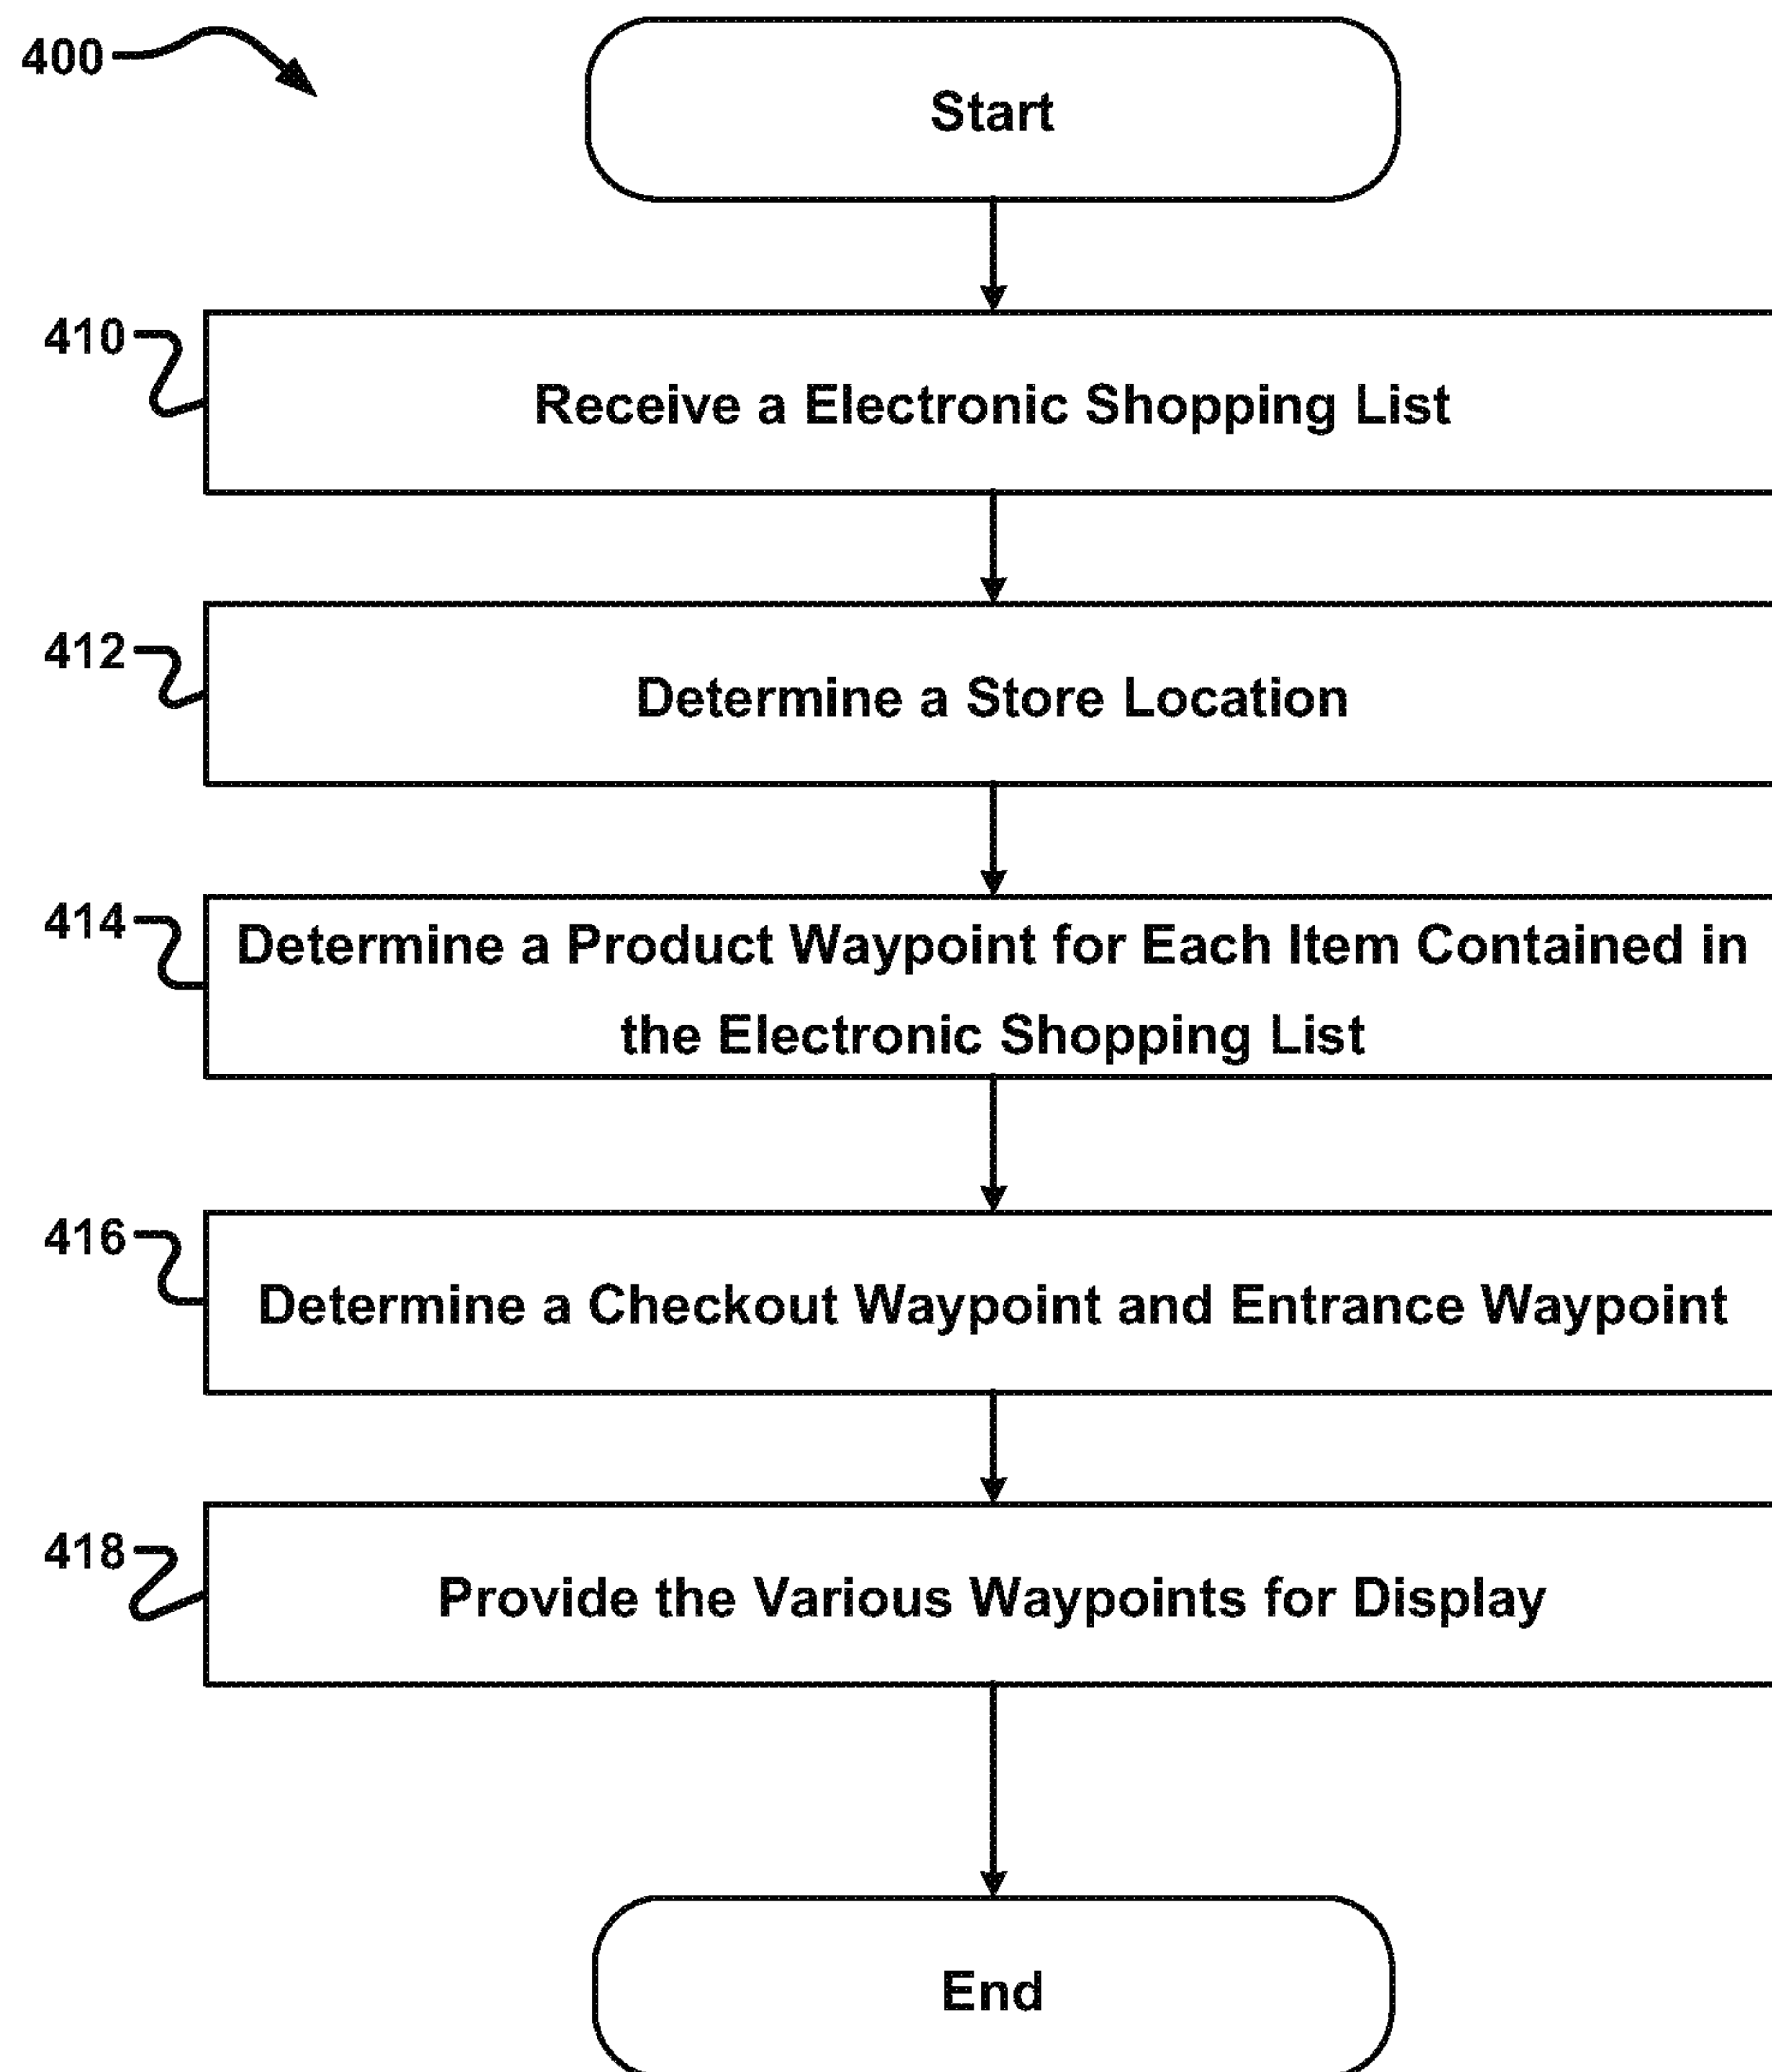 400
Start
410
Receive a Electronic Shopping List
412
Determine a Store Location
414
Determine a Product Waypoint for Each Item Contained in
the Electronic Shopping List
416
Determine a Checkout Waypoint and Entrance Waypoint
418
Provide the Various Waypoints for Display
End